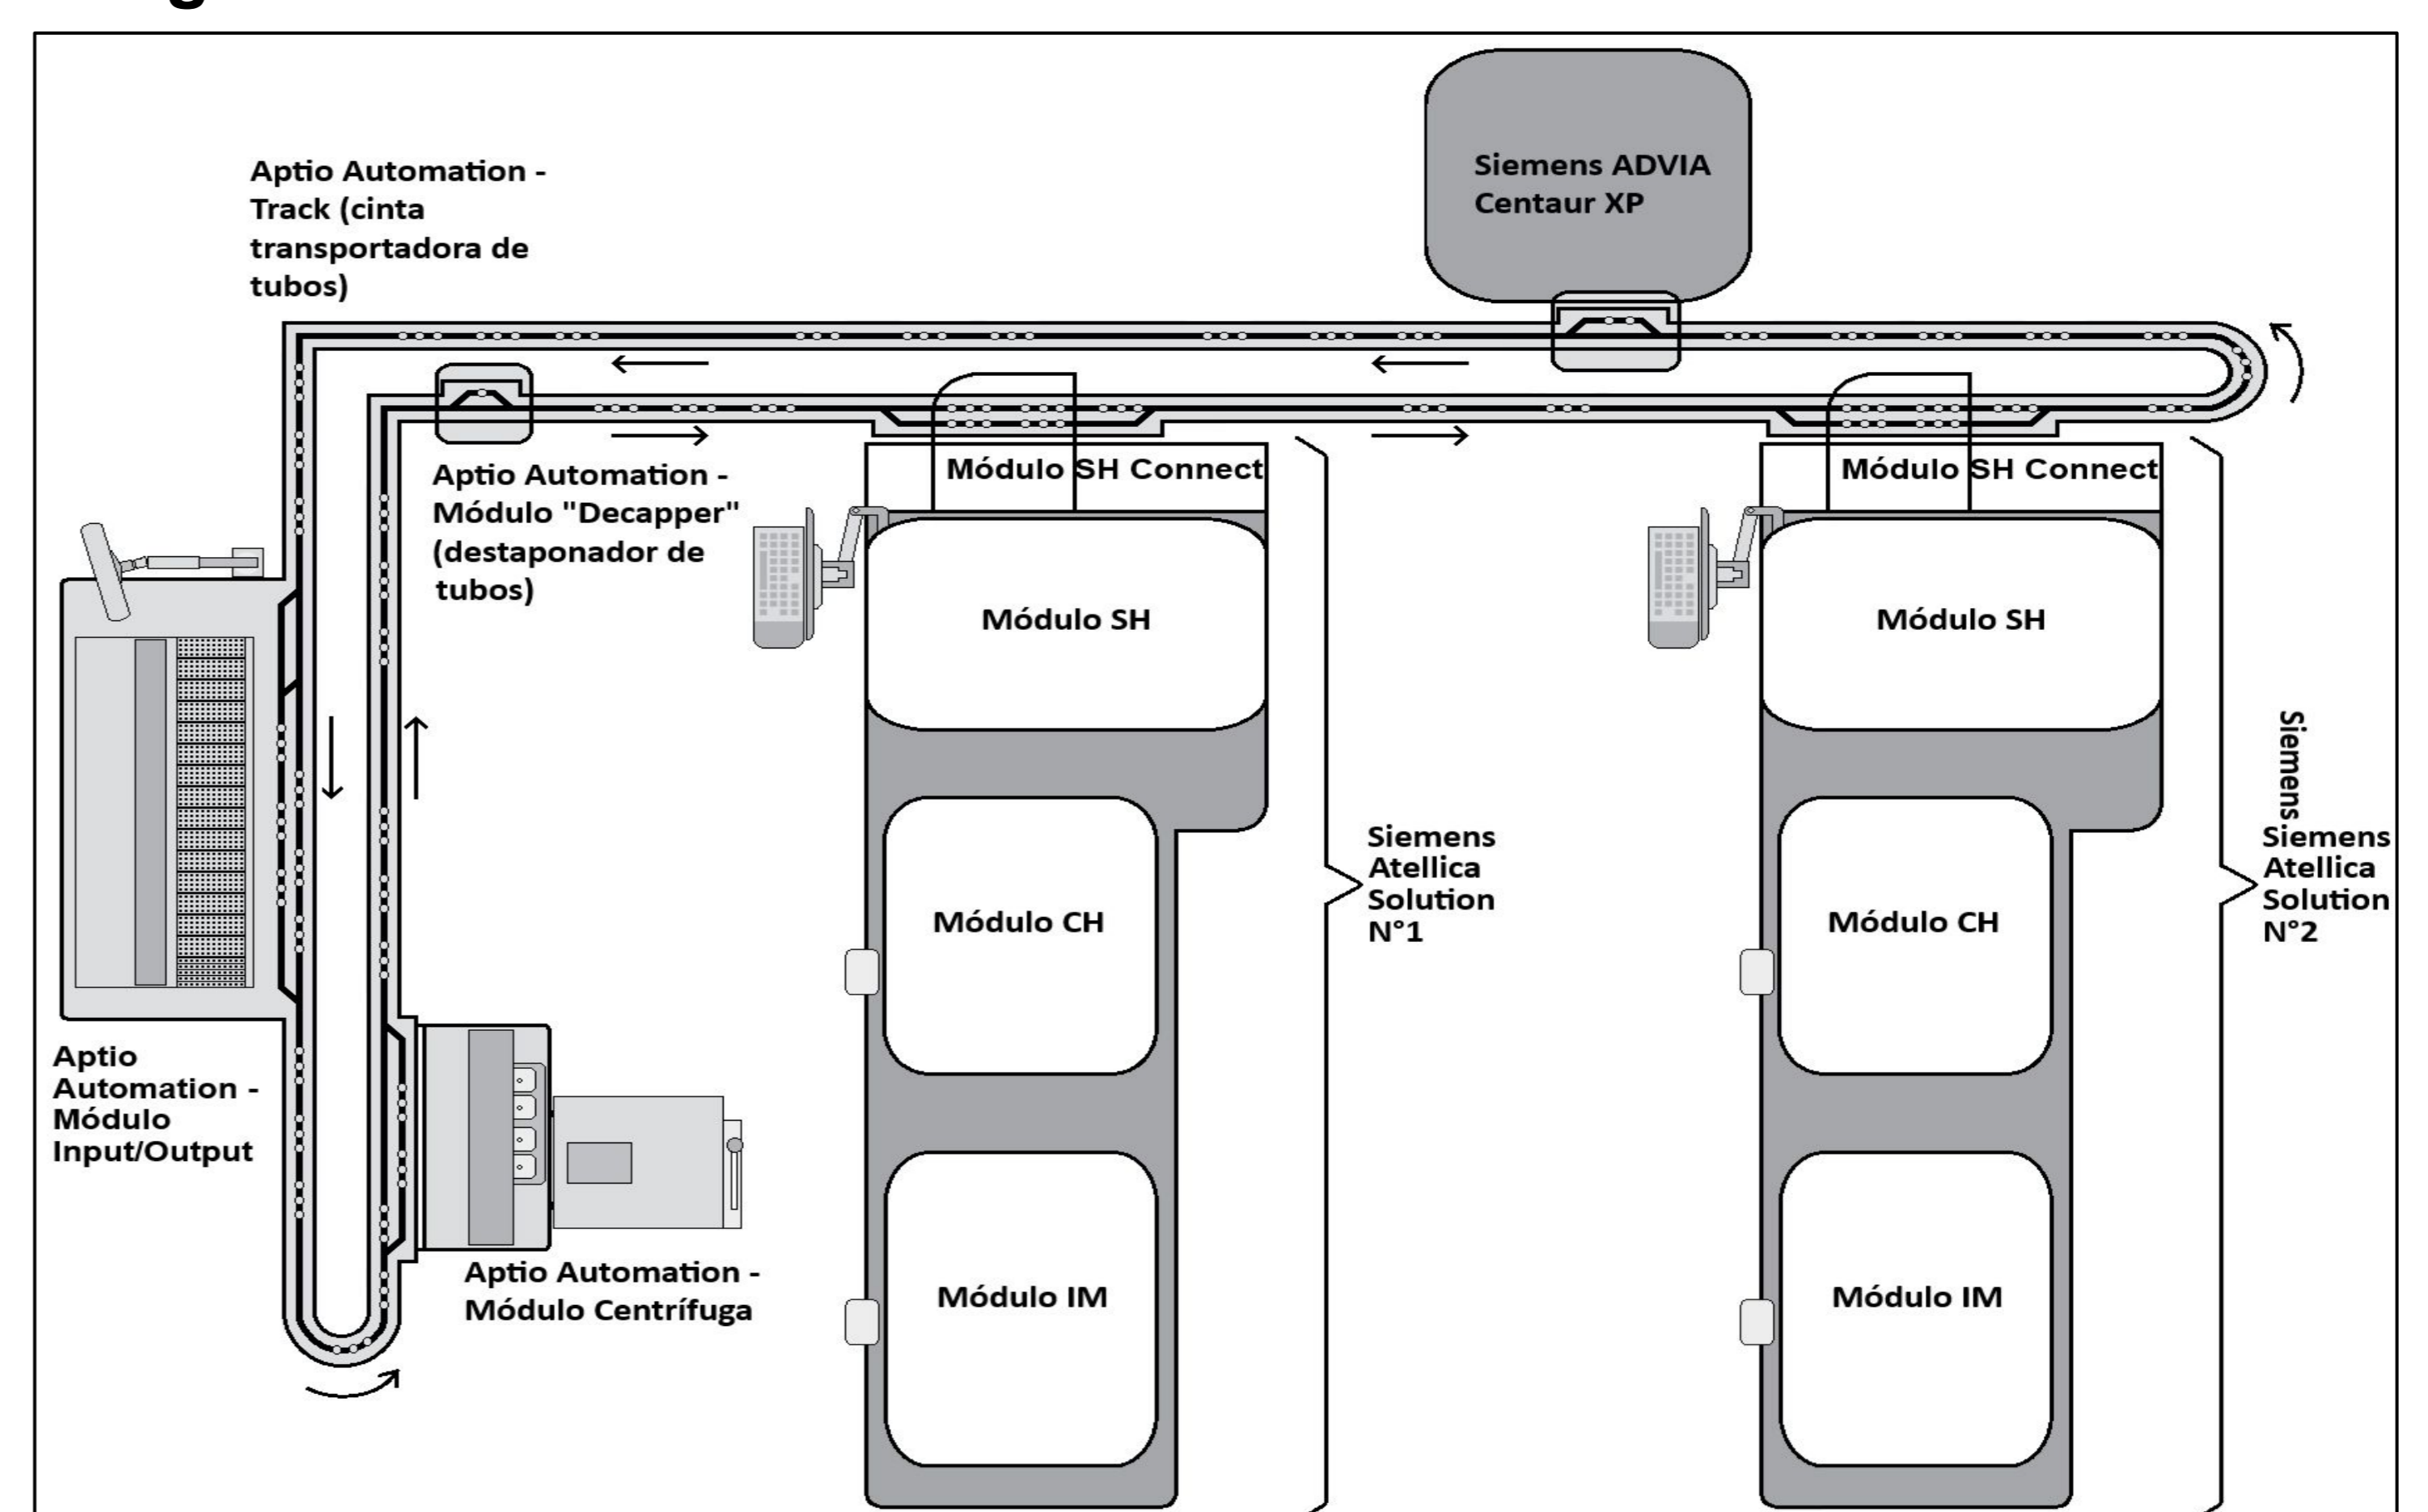 Siemens ADVIA
Centaur XP
Aptio Automation -
Track (cinta
transportadora de
tubos)
Aptio Automation -
Módulo "Decapper"
(destaponador de
tubos)
Módulo SH Connect
Módulo SH Connect
Módulo SH
Módulo SH
Siemens
Siemens
Atellica
Solution
N°1
Siemens
Atellica
Solution
N°2
Módulo CH
Módulo CH
Aptio
Automation -
Módulo
Input/Output
Aptio Automation -
Módulo Centrífuga
Módulo IM
Módulo IM